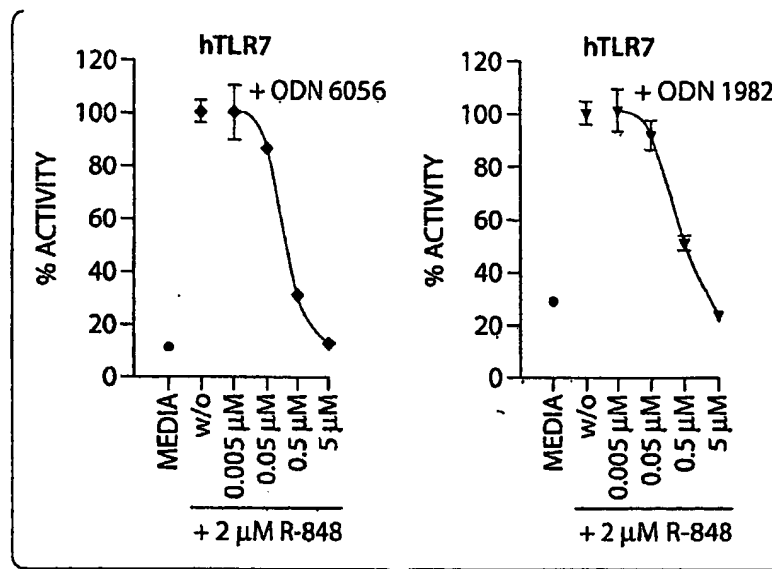 hTLR7
120
100
80
60
40
20
0
% ACTIVITY
+ ODN 6056
MEDIA
w/o
0.005 µM
0.05 µM
0.5 µM
5 µM
+ 2 µM R-848
hTLR7
120
100
80
60
40
20
0
% ACTIVITY
+ ODN 1982
MEDIA
w/o
0.005 µM
0.05 µM
0.5 µM
5 µM
+ 2 µM R-848